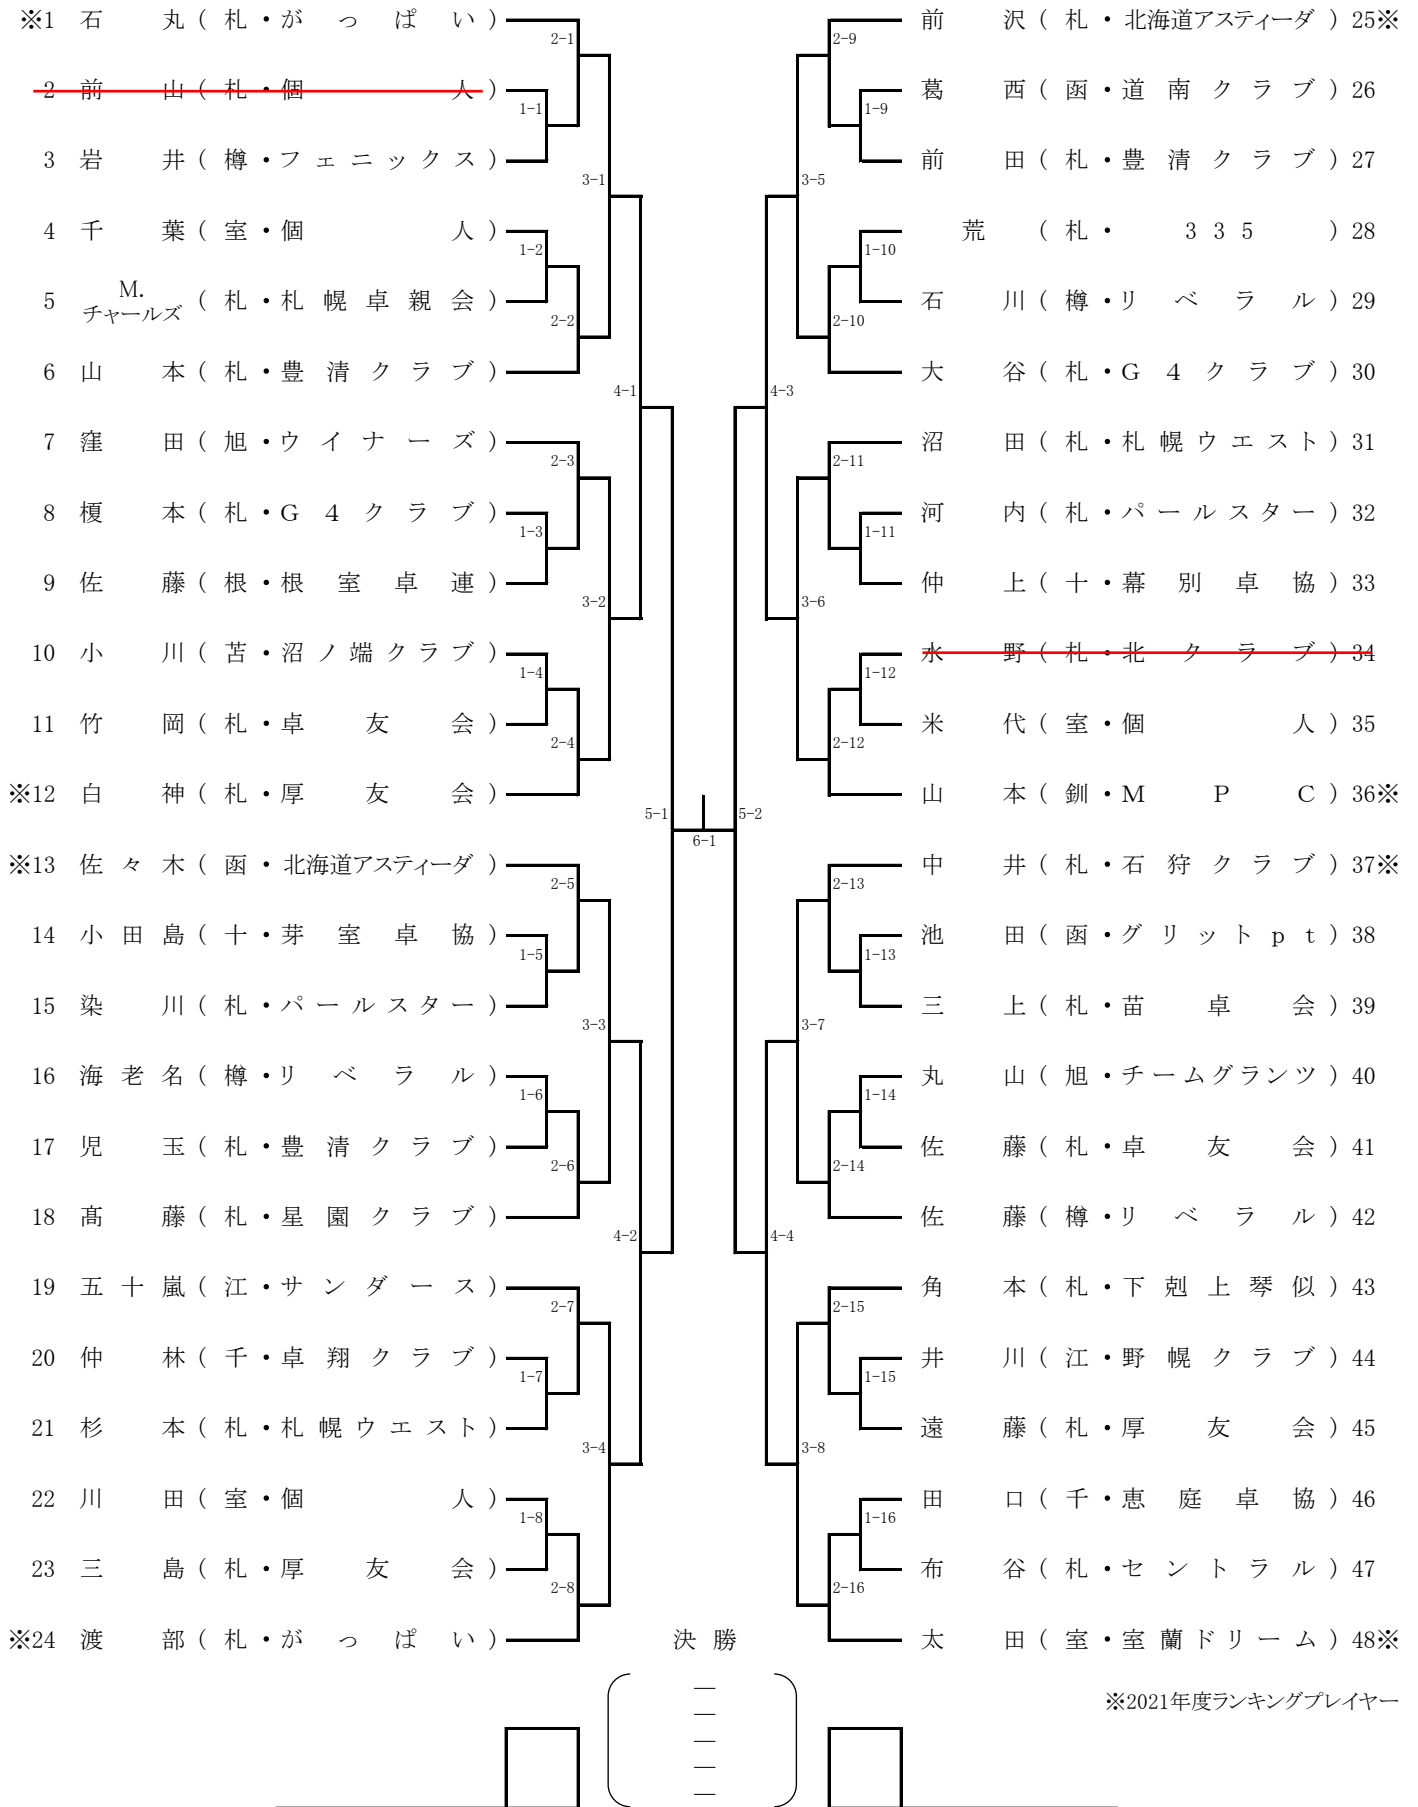 ※1 石丸(札・がっぱい)
2 前山(札・個人)
3 岩井(樽・フェニックス)
4 千葉(室・個人)
5 M.チャールズ(札・札幌卓親会)
6 山本(札・豊清クラブ)
7 窪田(旭・ウイナーズ)
8 榎本(札・G4クラブ)
9 佐藤(根・根室卓連)
10 小川(苫・沼ノ端クラブ)
11 竹岡(札・卓友会)
※12 白神(札・厚友会)
※13 佐々木(函・北海道アスティーダ)
14 小田島(十・芽室卓協)
15 染川(札・パールスター)
16 海老名(樽・リベラル)
17 児玉(札・豊清クラブ)
18 髙藤(札・星園クラブ)
19 五十嵐(江・サンダース)
20 仲林(千・卓翔クラブ)
21 杉本(札・札幌ウエスト)
22 川田(室・個人)
23 三島(札・厚友会)
※24 渡部(札・がっぱい)
2-1
1-1
3-1
1-2
2-2
4-1
2-3
1-3
3-2
1-4
2-4
5-1
2-5
1-5
3-3
1-6
2-6
4-2
2-7
1-7
3-4
1-8
2-8
6-1
前沢(札・北海道アスティーダ)25※
葛西(函・道南クラブ)26
前田(札・豊清クラブ)27
荒(札・335)28
石川(樽・リベラル)29
大谷(札・G4クラブ)30
沼田(札・札幌ウエスト)31
河内(札・パールスター)32
仲上(十・幕別卓協)33
水野(札・北クラブ)34
米代(室・個人)35
山本(釧・MPC)36※
中井(札・石狩クラブ)37※
池田(函・グリットpt)38
三上(札・苗卓会)39
丸山(旭・チームグランツ)40
佐藤(札・卓友会)41
佐藤(樽・リベラル)42
角本(札・下剋上琴似)43
井川(江・野幌クラブ)44
遠藤(札・厚友会)45
田口(千・恵庭卓協)46
布谷(札・セントラル)47
太田(室・室蘭ドリーム)48※
2-9
1-9
3-5
1-10
2-10
4-3
2-11
1-11
3-6
1-12
2-12
5-2
2-13
1-13
3-7
1-14
2-14
4-4
2-15
1-15
3-8
1-16
2-16
決勝
―
―
―
―
―
※2021年度ランキングプレイヤー